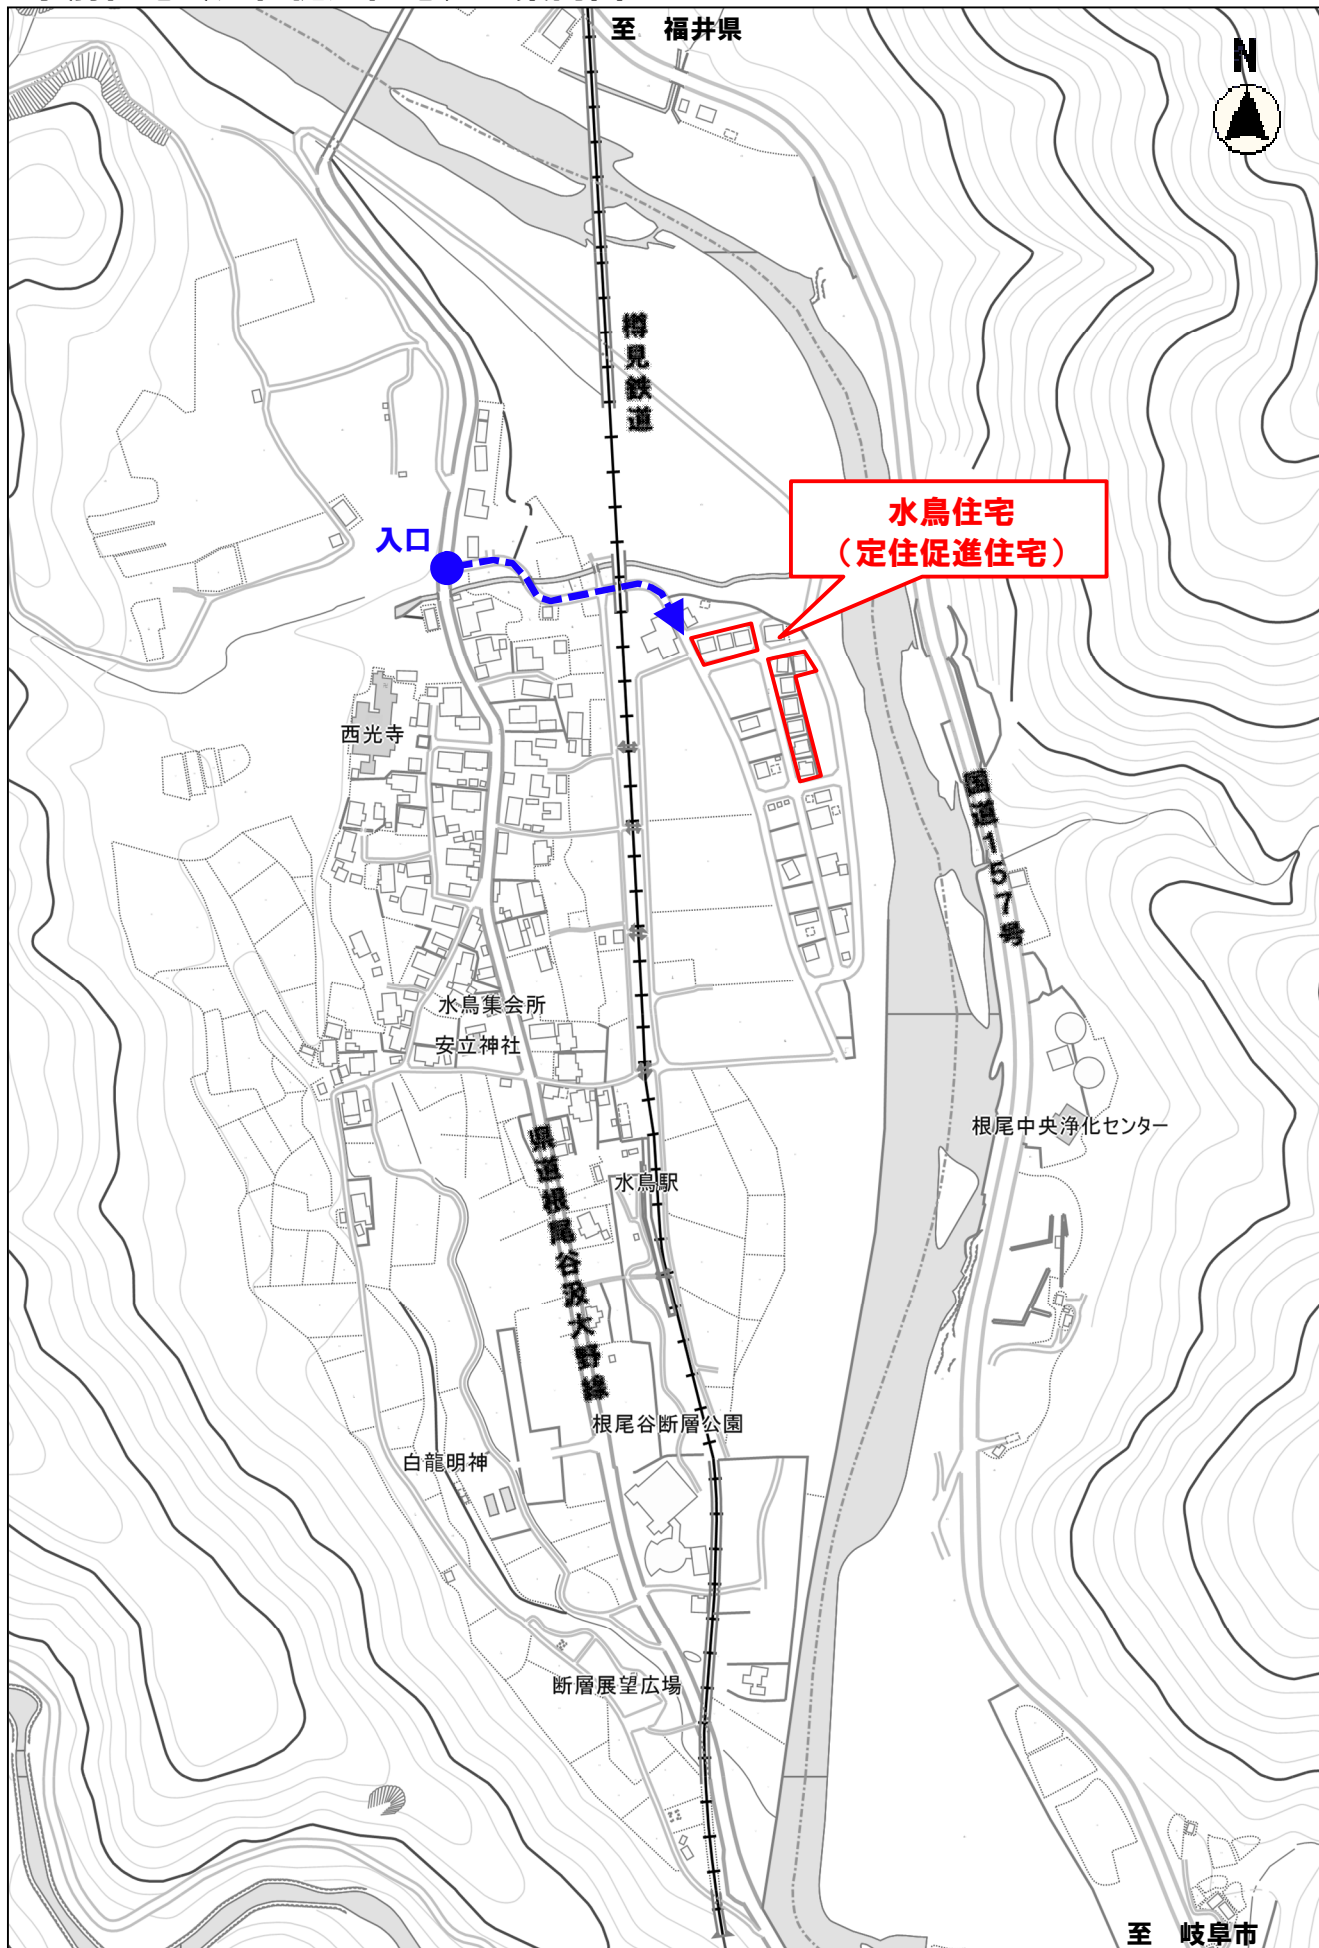 至　福井県
N
樽見鉄道
水鳥住宅
（定住促進住宅）
入口
西光寺
国道１５７号
水鳥集会所
安立神社
根尾中央浄化センター
県道根尾谷汲大野線
水鳥駅
根尾谷断層公園
白龍明神
断層展望広場
至　岐阜市